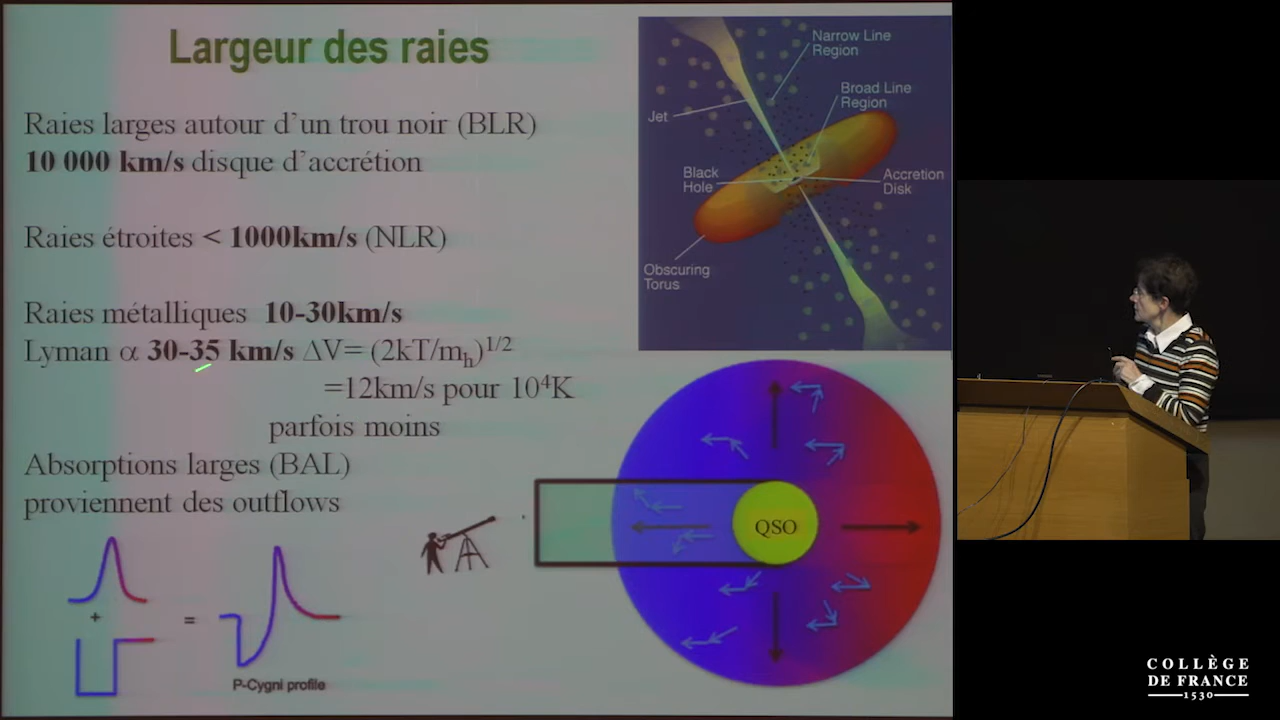 Largeur des raies
Raies larges autour d'un trou noir (BLR)
10 000 km/s disque d'accrétion
Raies étroites < 1000km/s (NLR)
Raies métalliques 10-30km/s
Lyman α 30-35 km/s ΔV= (2kT/mh)1/2
=12km/s pour 10⁴K
parfois moins
Absorptions larges (BAL)
proviennent des outflows
+
=
P-Cygni profile
Narrow Line
Region
Broad Line
Region
Jet
Black
Hole
Accretion
Disk
Obscuring
Torus
QSO
COLLÈGE
DE FRANCE
1530